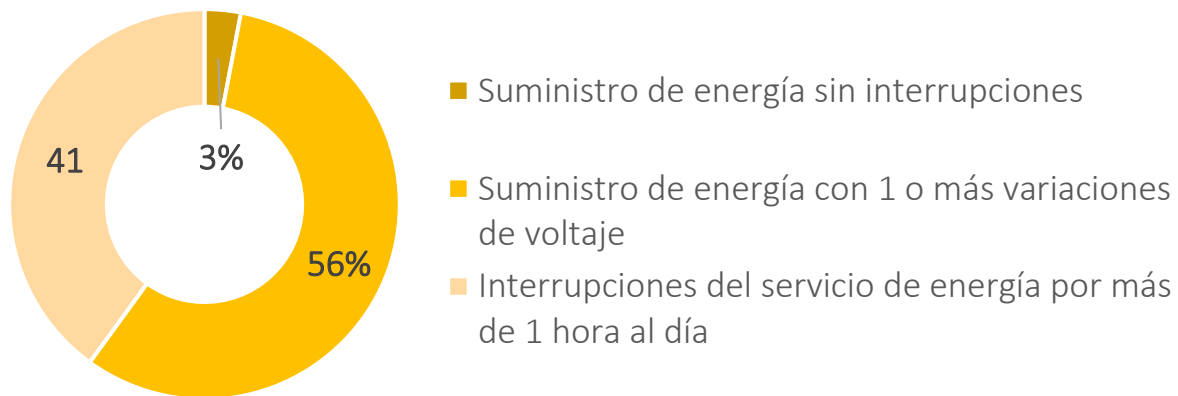 41
3%
56%
Suministro de energía sin interrupciones
Suministro de energía con 1 o más variaciones
de voltaje
Interrupciones del servicio de energía por más
de 1 hora al día